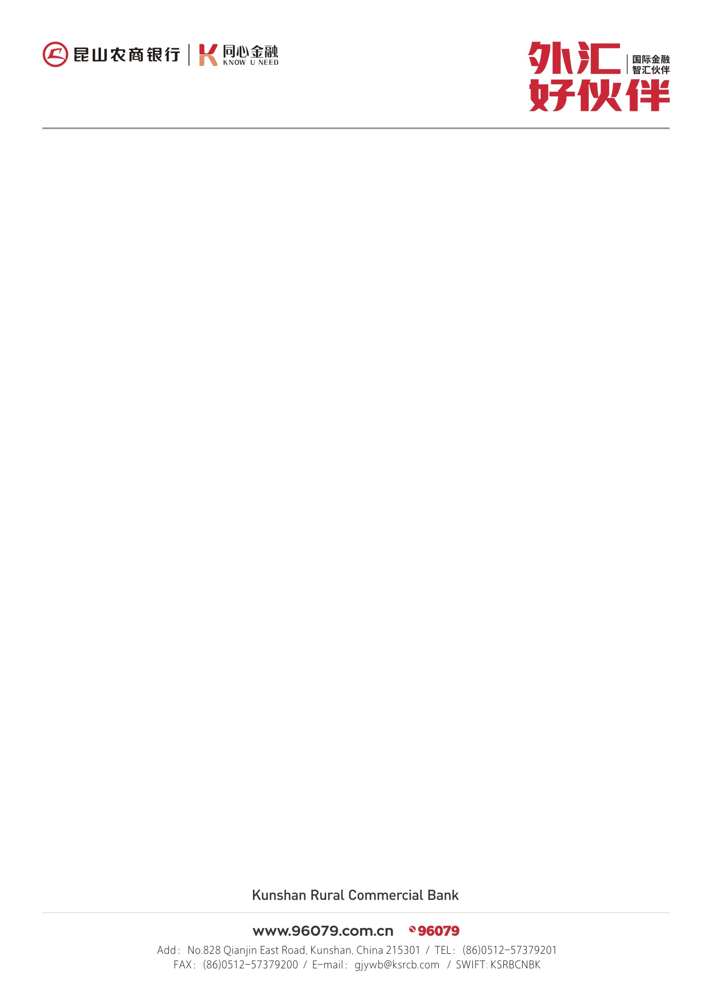 昆山农商银行 同心金融
KNOW U NEED
外汇 国际金融
智汇伙伴
好伙伴
Kunshan Rural Commercial Bank
www.96079.com.cn 96079
Add： No.828 Qianjin East Road, Kunshan, China 215301 / TEL： (86)0512-57379201
FAX： (86)0512-57379200 / E-mail： gjywb@ksrcb.com / SWIFT: KSRBCNBK